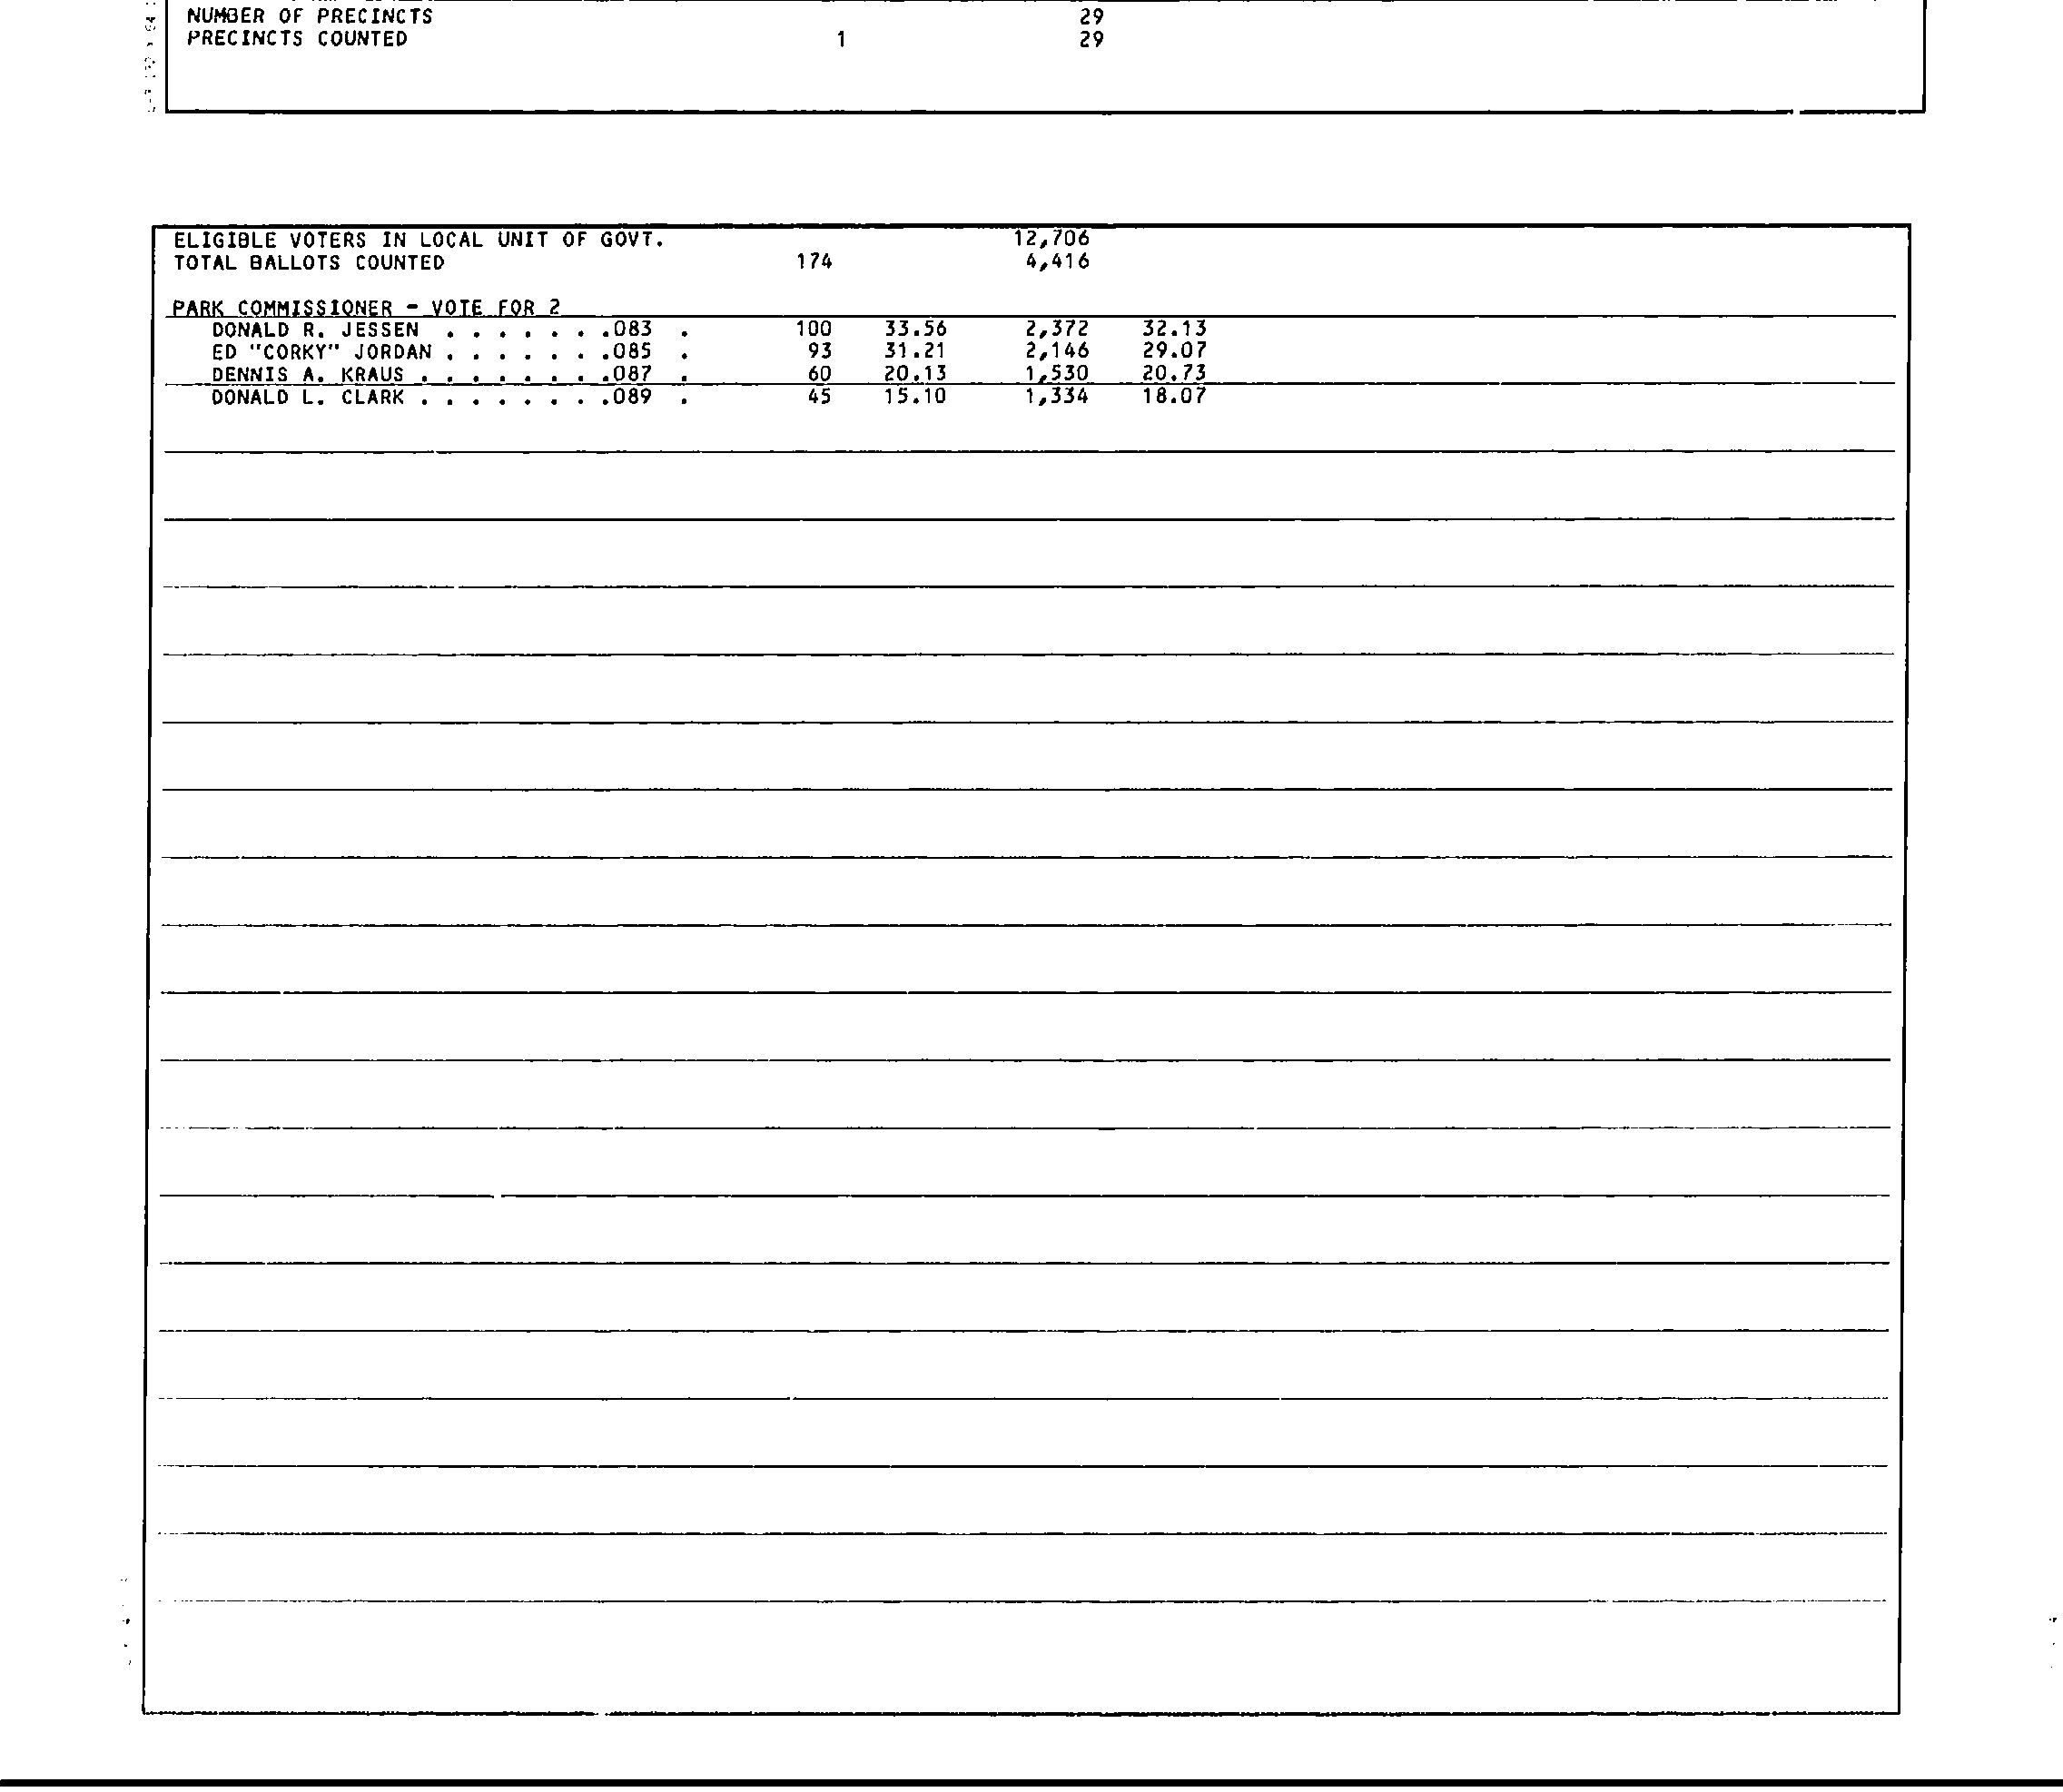 NUMBER OF PRECINCTS 29
PRECINCTS COUNTED 1 29
ELIGIBLE VOTERS IN LOCAL UNIT OF GOVT. 12,706
TOTAL BALLOTS COUNTED 174 4,416
PARK COMMISSIONER - VOTE FOR 2
DONALD R. JESSEN . . . . . . .083 . 100 33.56 2,372 32.13
ED "CORKY" JORDAN . . . . . . .085 . 93 31.21 2,146 29.07
DENNIS A. KRAUS . . . . . . . .087 . 60 20.13 1,530 20.73
DONALD L. CLARK . . . . . . . .089 . 45 15.10 1,334 18.07